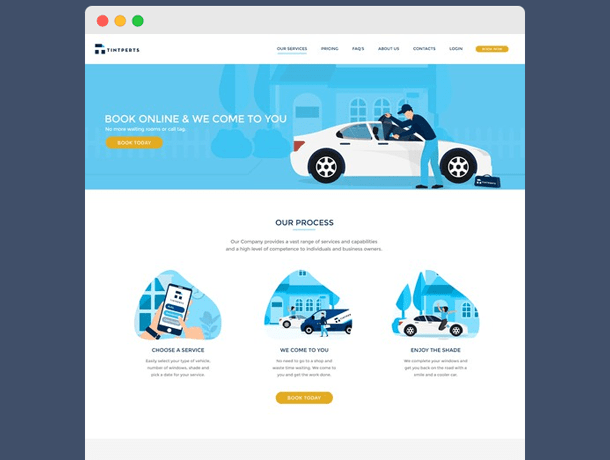 TINTPERTS
OUR SERVICES
PRICING
FAQ'S
ABOUT US
CONTACTS
LOGIN
BOOK NOW
BOOK ONLINE & WE COME TO YOU
No more waiting rooms or call tag.
BOOK TODAY
TINTPERTS
OUR PROCESS
Our Company provides a vast range of services and capabilities
and a high level of competence to individuals and business owners.
TINTPERTS
CHOOSE A SERVICE
Easily select your type of vehicle,
number of windows, shade and
pick a date for your service.
WE COME TO YOU
No need to go to a shop and
waste time waiting. We come to
you and get the work done.
ENJOY THE SHADE
We complete your windows and
get you back on the road with a
smile and a cooler car.
BOOK TODAY